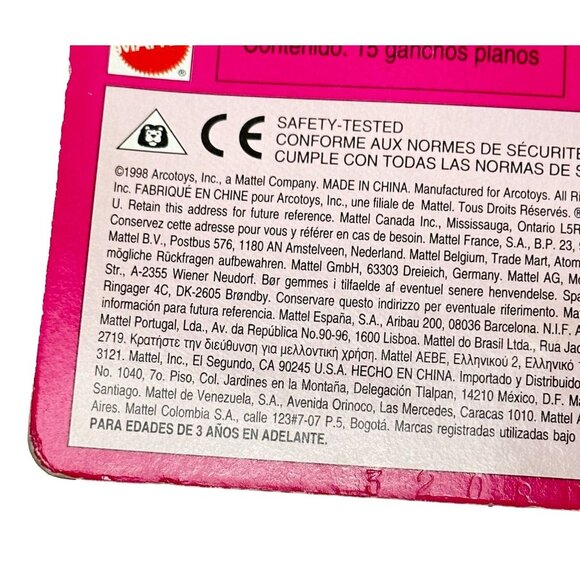 Contenido: 15 ganchos planos
®
SAFETY-TESTED
CONFORME AUX NORMES DE SÉCURITÉ
CUMPLE CON TODAS LAS NORMAS DE
CE
©1998 Arcotoys, Inc., a Mattel Company. MADE IN CHINA. Manufactured for Arcotoys. All
Inc. FABRIQUÉ EN CHINE pour Arcotoys, Inc., une filiale de Mattel. Tous Droits Réservés.
U. Retain this address for future reference. Mattel Canada Inc., Mississauga, Ontario L5R
Conservez cette adresse pour vous y référer en cas de besoin. Mattel France, S.A., B.P. 23,
Mattel B.V., Postbus 576, 1180 AN Amstelveen, Nederland. Mattel Belgium, Trade Mart, Atom
mögliche Rückfragen aufbewahren. Mattel GmbH, 63303 Dreieich, Germany. Mattel AG,
Str., A-2355 Wiener Neudorf. Bør gemmes i tilfaelde af eventuel senere henvendelse.
Ringager 4C, DK-2605 Brøndby. Conservare questo indirizzo per eventuale riferimento.
información para futura referencia. Mattel España, S.A., Aribau 200, 08036 Barcelona. N.I.F.
Mattel Portugal, Lda., Av. da República No.90-96, 1600 Lisboa. Mattel do Brasil Ltda., Rua
2719. Κρατήστε την διεύθυνση για μελλοντική χρήση. Mattel AEBE, Ελληνικού 2, Ελληνικό
3121. Mattel, Inc., El Segundo, CA 90245 U.S.A. HECHO EN CHINA. Importado y Distribuido
No. 1040, 7o. Piso, Col. Jardines en la Montaña, Delegación Tlalpan, 14210 México, D.F.
Santiago. Mattel de Venezuela, S.A., Avenida Orinoco, Las Mercedes, Caracas 1010. Mattel
Aires. Mattel Colombia S.A., calle 123#7-07 P.5, Bogotá. Marcas registradas utilizadas bajo
PARA EDADES DE 3 AÑOS EN ADELANTE.
3 2 0